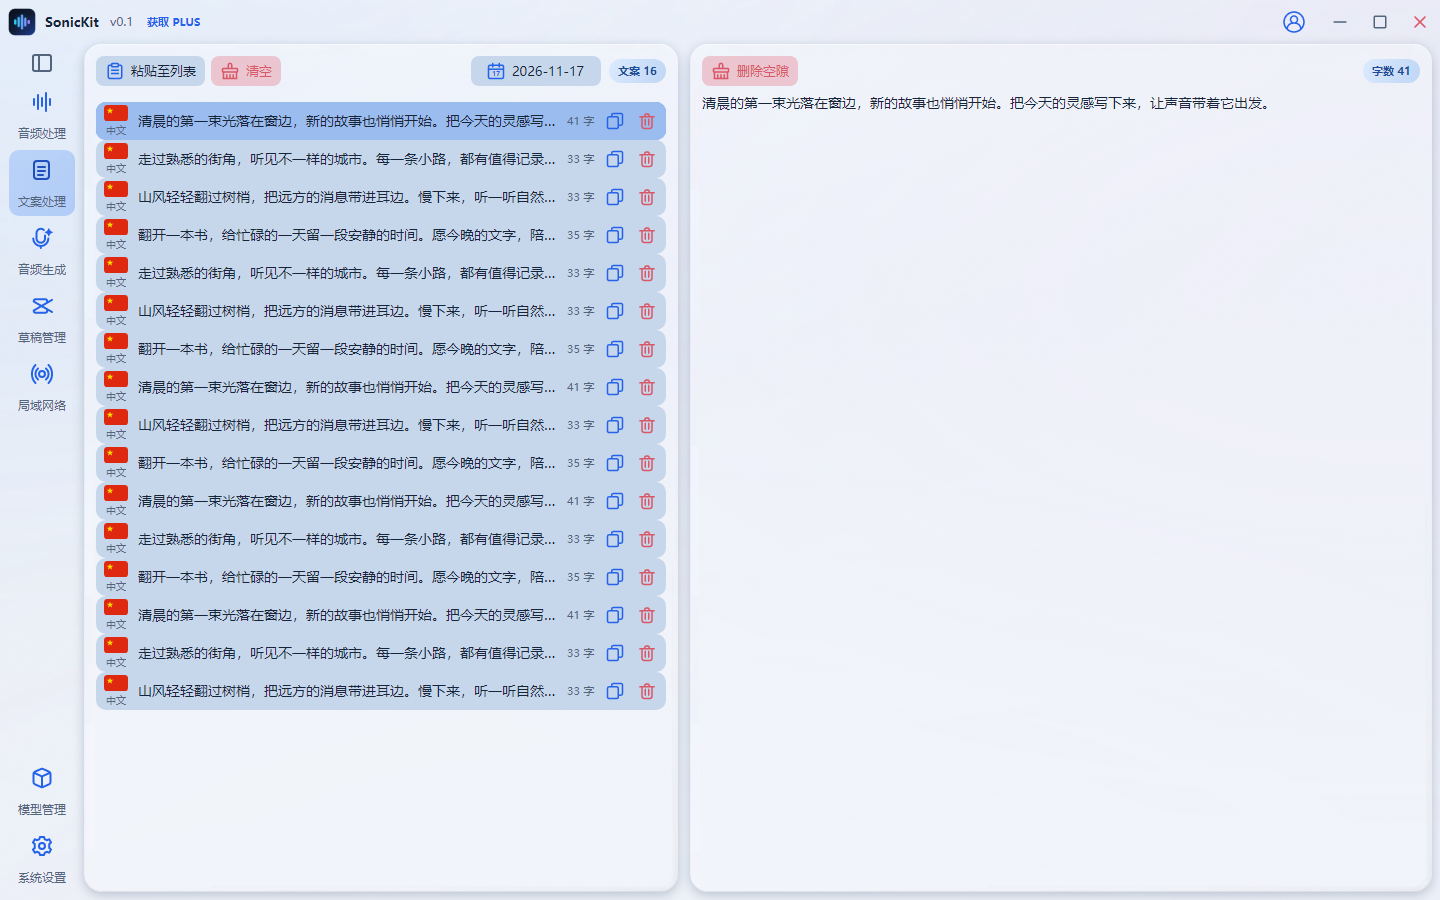 SonicKit v0.1 获取 PLUS
音频处理
文案处理
音频生成
草稿管理
局域网络
模型管理
系统设置
粘贴至列表 清空 17 2026-11-17 文案 16
中文 清晨的第一束光落在窗边，新的故事也悄悄开始。把今天的灵感写... 41 字
中文 走过熟悉的街角，听见不一样的城市。每一条小路，都有值得记录... 33 字
中文 山风轻轻翻过树梢，把远方的消息带进耳边。慢下来，听一听自然... 33 字
中文 翻开一本书，给忙碌的一天留一段安静的时间。愿今晚的文字，陪... 35 字
中文 走过熟悉的街角，听见不一样的城市。每一条小路，都有值得记录... 33 字
中文 山风轻轻翻过树梢，把远方的消息带进耳边。慢下来，听一听自然... 33 字
中文 翻开一本书，给忙碌的一天留一段安静的时间。愿今晚的文字，陪... 35 字
中文 清晨的第一束光落在窗边，新的故事也悄悄开始。把今天的灵感写... 41 字
中文 山风轻轻翻过树梢，把远方的消息带进耳边。慢下来，听一听自然... 33 字
中文 翻开一本书，给忙碌的一天留一段安静的时间。愿今晚的文字，陪... 35 字
中文 清晨的第一束光落在窗边，新的故事也悄悄开始。把今天的灵感写... 41 字
中文 走过熟悉的街角，听见不一样的城市。每一条小路，都有值得记录... 33 字
中文 翻开一本书，给忙碌的一天留一段安静的时间。愿今晚的文字，陪... 35 字
中文 清晨的第一束光落在窗边，新的故事也悄悄开始。把今天的灵感写... 41 字
中文 走过熟悉的街角，听见不一样的城市。每一条小路，都有值得记录... 33 字
中文 山风轻轻翻过树梢，把远方的消息带进耳边。慢下来，听一听自然... 33 字
删除空隙 字数 41
清晨的第一束光落在窗边，新的故事也悄悄开始。把今天的灵感写下来，让声音带着它出发。